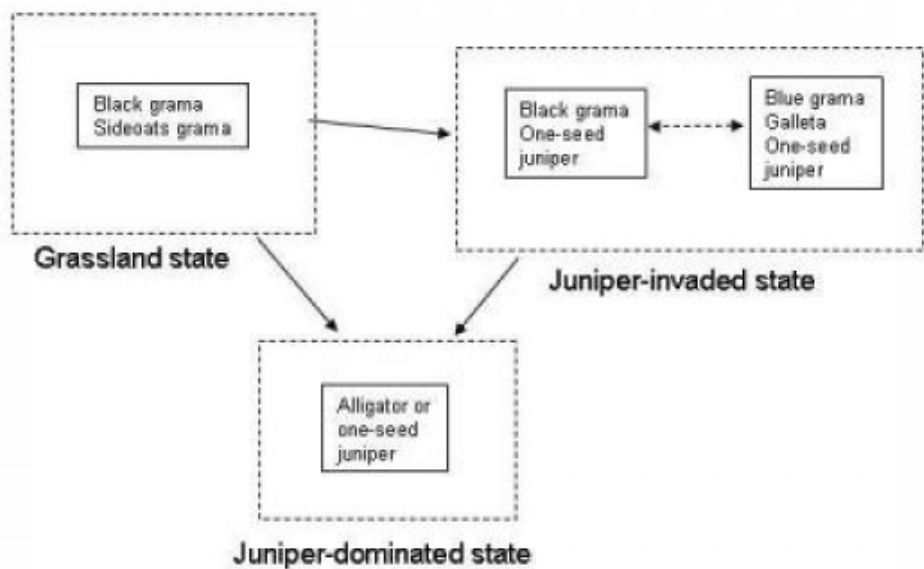 Black grama
Sideoats grama
Grassland state
Black grama
One-seed
juniper
Blue grama
Galleta
One-seed
juniper
Juniper-invaded state
Alligator or
one-seed
juniper
Juniper-dominated state